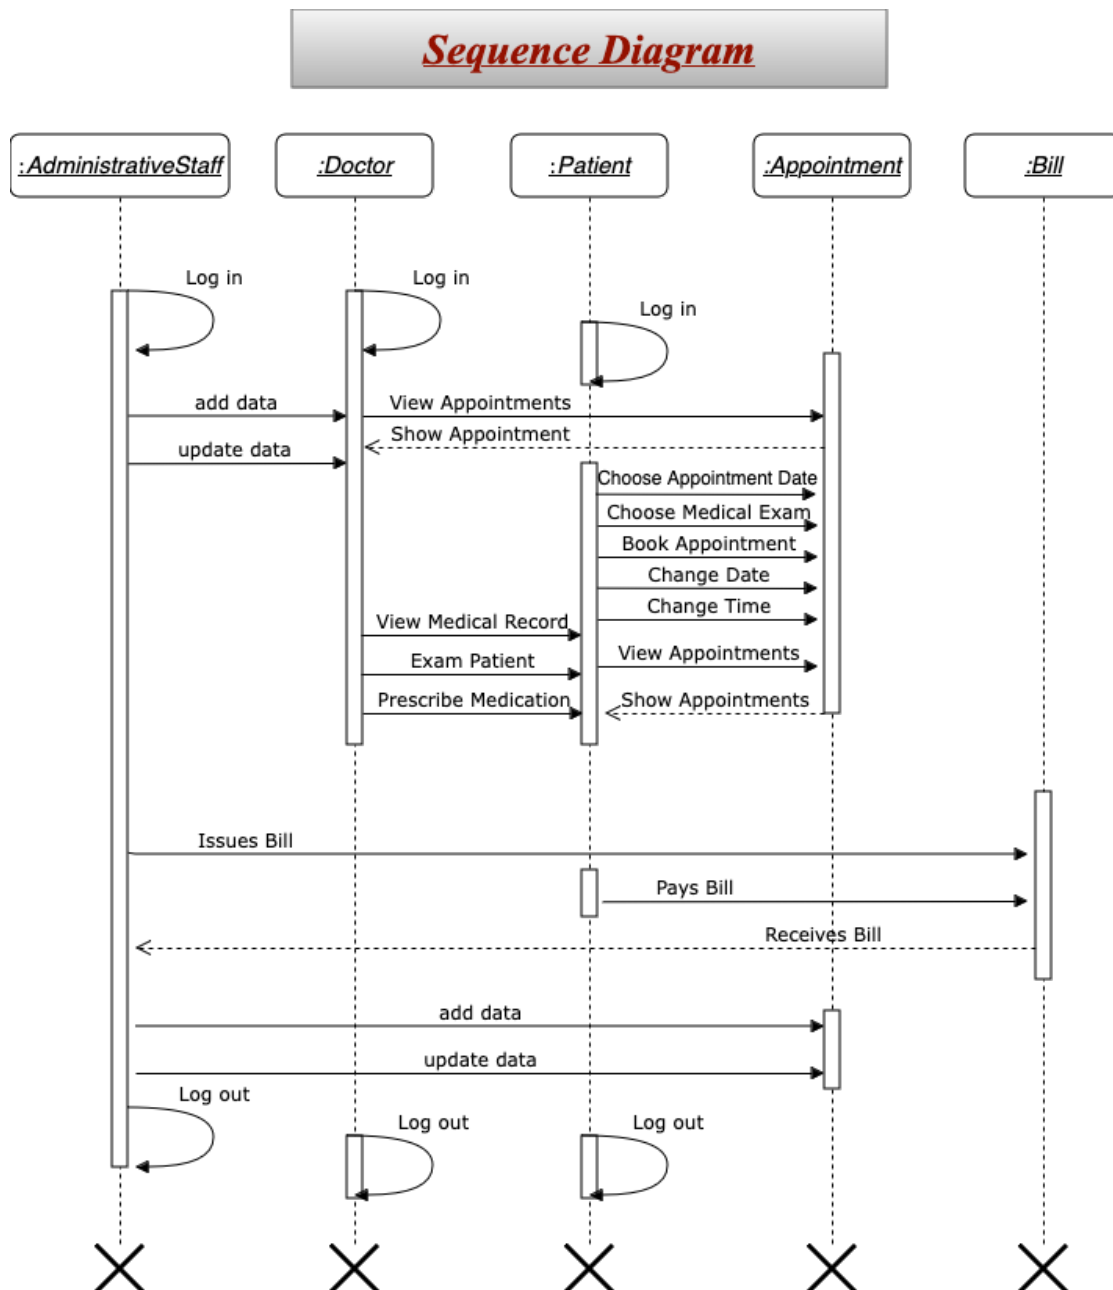 Sequence Diagram
:AdministrativeStaff
:Doctor
:Patient
:Appointment
:Bill
Log in
Log in
Log in
add data
View Appointments
Show Appointment
update data
Choose Appointment Date
Choose Medical Exam
Book Appointment
Change Date
Change Time
View Medical Record
View Appointments
Exam Patient
Prescribe Medication
Show Appointments
Issues Bill
Pays Bill
Receives Bill
add data
update data
Log out
Log out
Log out